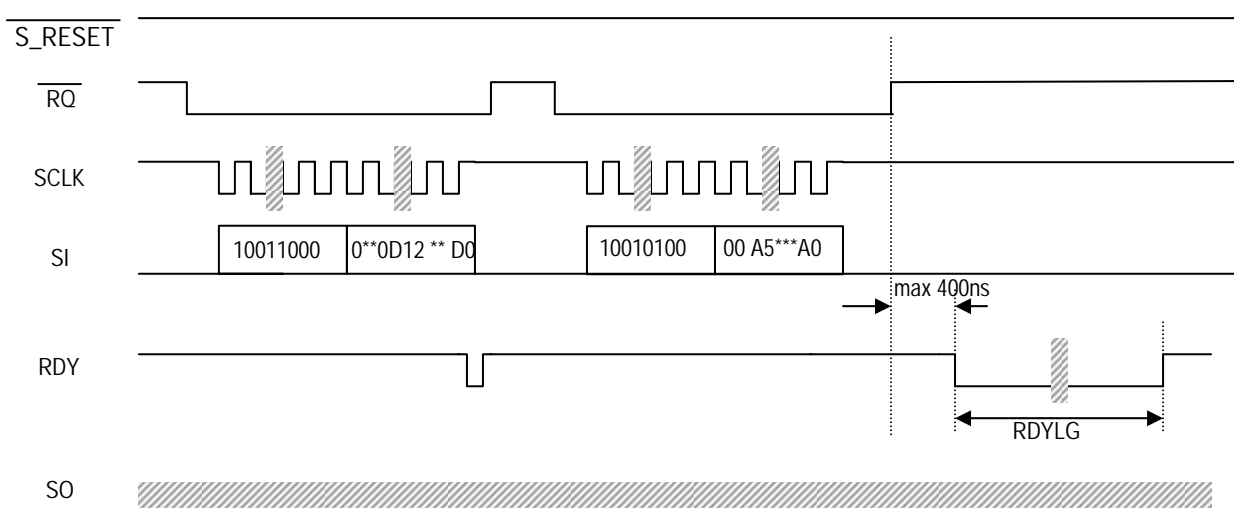 S_RESET
RQ
SCLK
SI
10011000 0**0D12 ** D0 10010100 00 A5***A0
max 400ns
RDY
RDYLG
SO